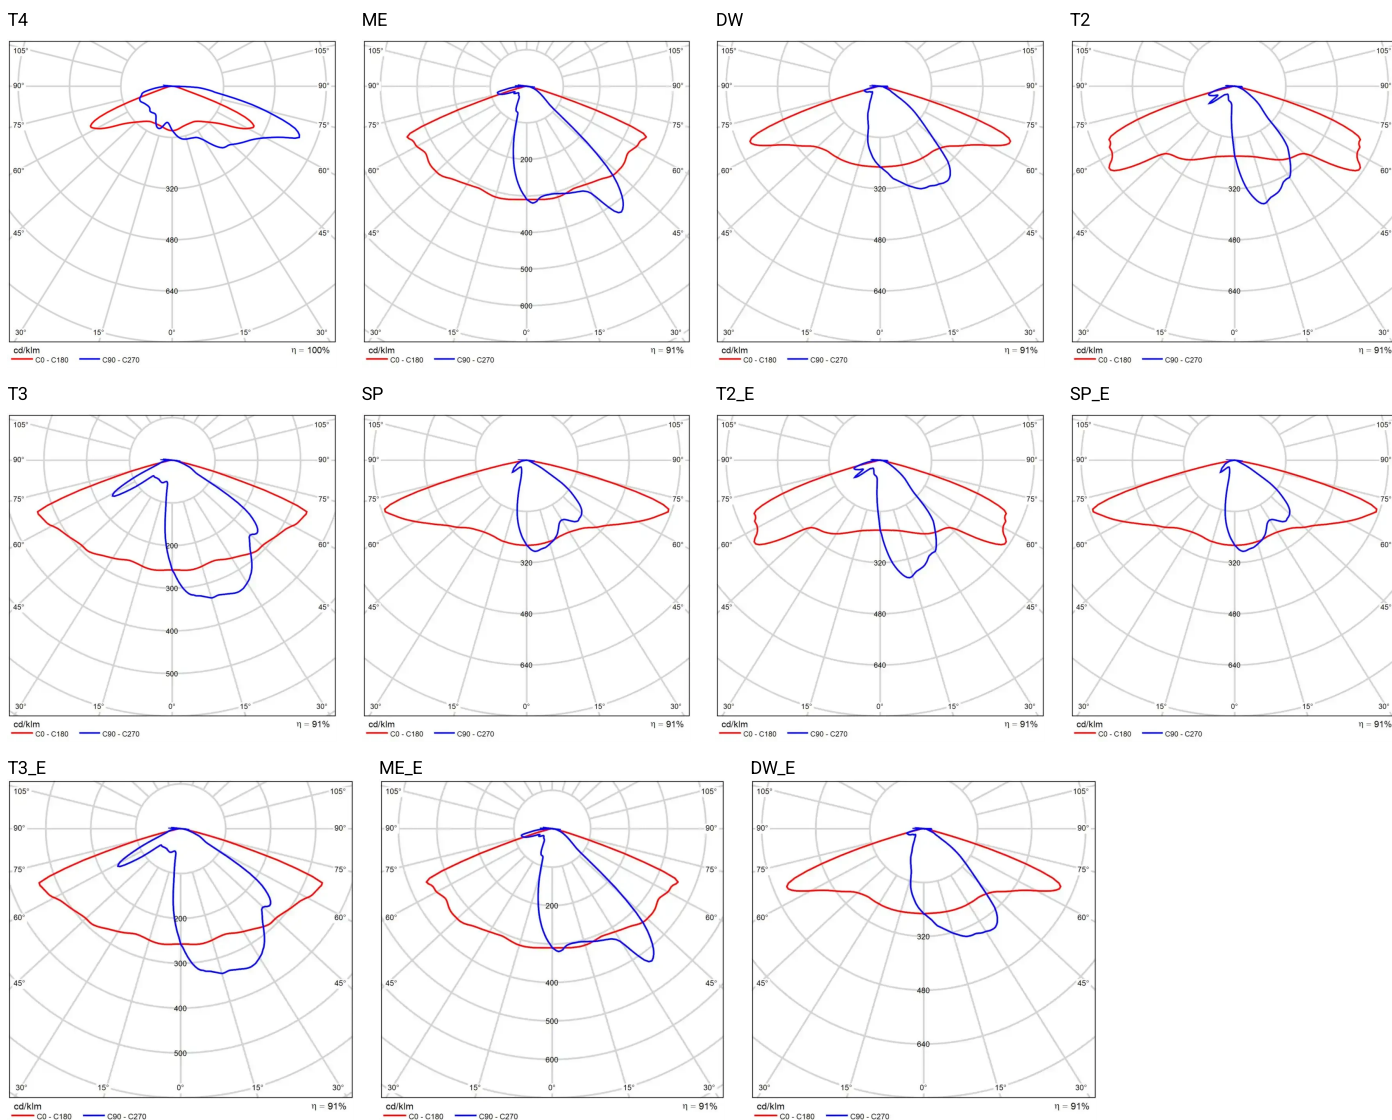 T4
105° 105°
90° 90°
75° 75°
60° 60°
320
45° 45°
480
640
30° 15° 0° 15° 30°
cd/klm η = 100%
C0 - C180 C90 - C270
ME
105° 105°
90° 90°
75° 75°
200
60° 60°
400
45° 45°
500
600
30° 15° 0° 15° 30°
cd/klm η = 91%
C0 - C180 C90 - C270
DW
105° 105°
90° 90°
75° 75°
60° 60°
320
45° 45°
480
640
30° 15° 0° 15° 30°
cd/klm η = 91%
C0 - C180 C90 - C270
T2
105° 105°
90° 90°
75° 75°
60° 60°
320
45° 45°
480
640
30° 15° 0° 15° 30°
cd/klm η = 91%
C0 - C180 C90 - C270
T3
105° 105°
90° 90°
75° 75°
60° 200 60°
300
45° 45°
400
500
30° 15° 0° 15° 30°
cd/klm η = 91%
C0 - C180 C90 - C270
SP
105° 105°
90° 90°
75° 75°
60° 60°
320
45° 45°
480
640
30° 15° 0° 15° 30°
cd/klm η = 91%
C0 - C180 C90 - C270
T2_E
105° 105°
90° 90°
75° 75°
60° 60°
320
45° 45°
480
640
30° 15° 0° 15° 30°
cd/klm η = 91%
C0 - C180 C90 - C270
SP_E
105° 105°
90° 90°
75° 75°
60° 60°
320
45° 45°
480
640
30° 15° 0° 15° 30°
cd/klm η = 91%
C0 - C180 C90 - C270
T3_E
105° 105°
90° 90°
75° 75°
60° 200 60°
300
45° 45°
400
500
30° 15° 0° 15° 30°
cd/klm η = 91%
C0 - C180 C90 - C270
ME_E
105° 105°
90° 90°
75° 75°
200
60° 60°
400
45° 45°
500
600
30° 15° 0° 15° 30°
cd/klm η = 91%
C0 - C180 C90 - C270
DW_E
105° 105°
90° 90°
75° 75°
60° 60°
320
45° 45°
480
640
30° 15° 0° 15° 30°
cd/klm η = 91%
C0 - C180 C90 - C270